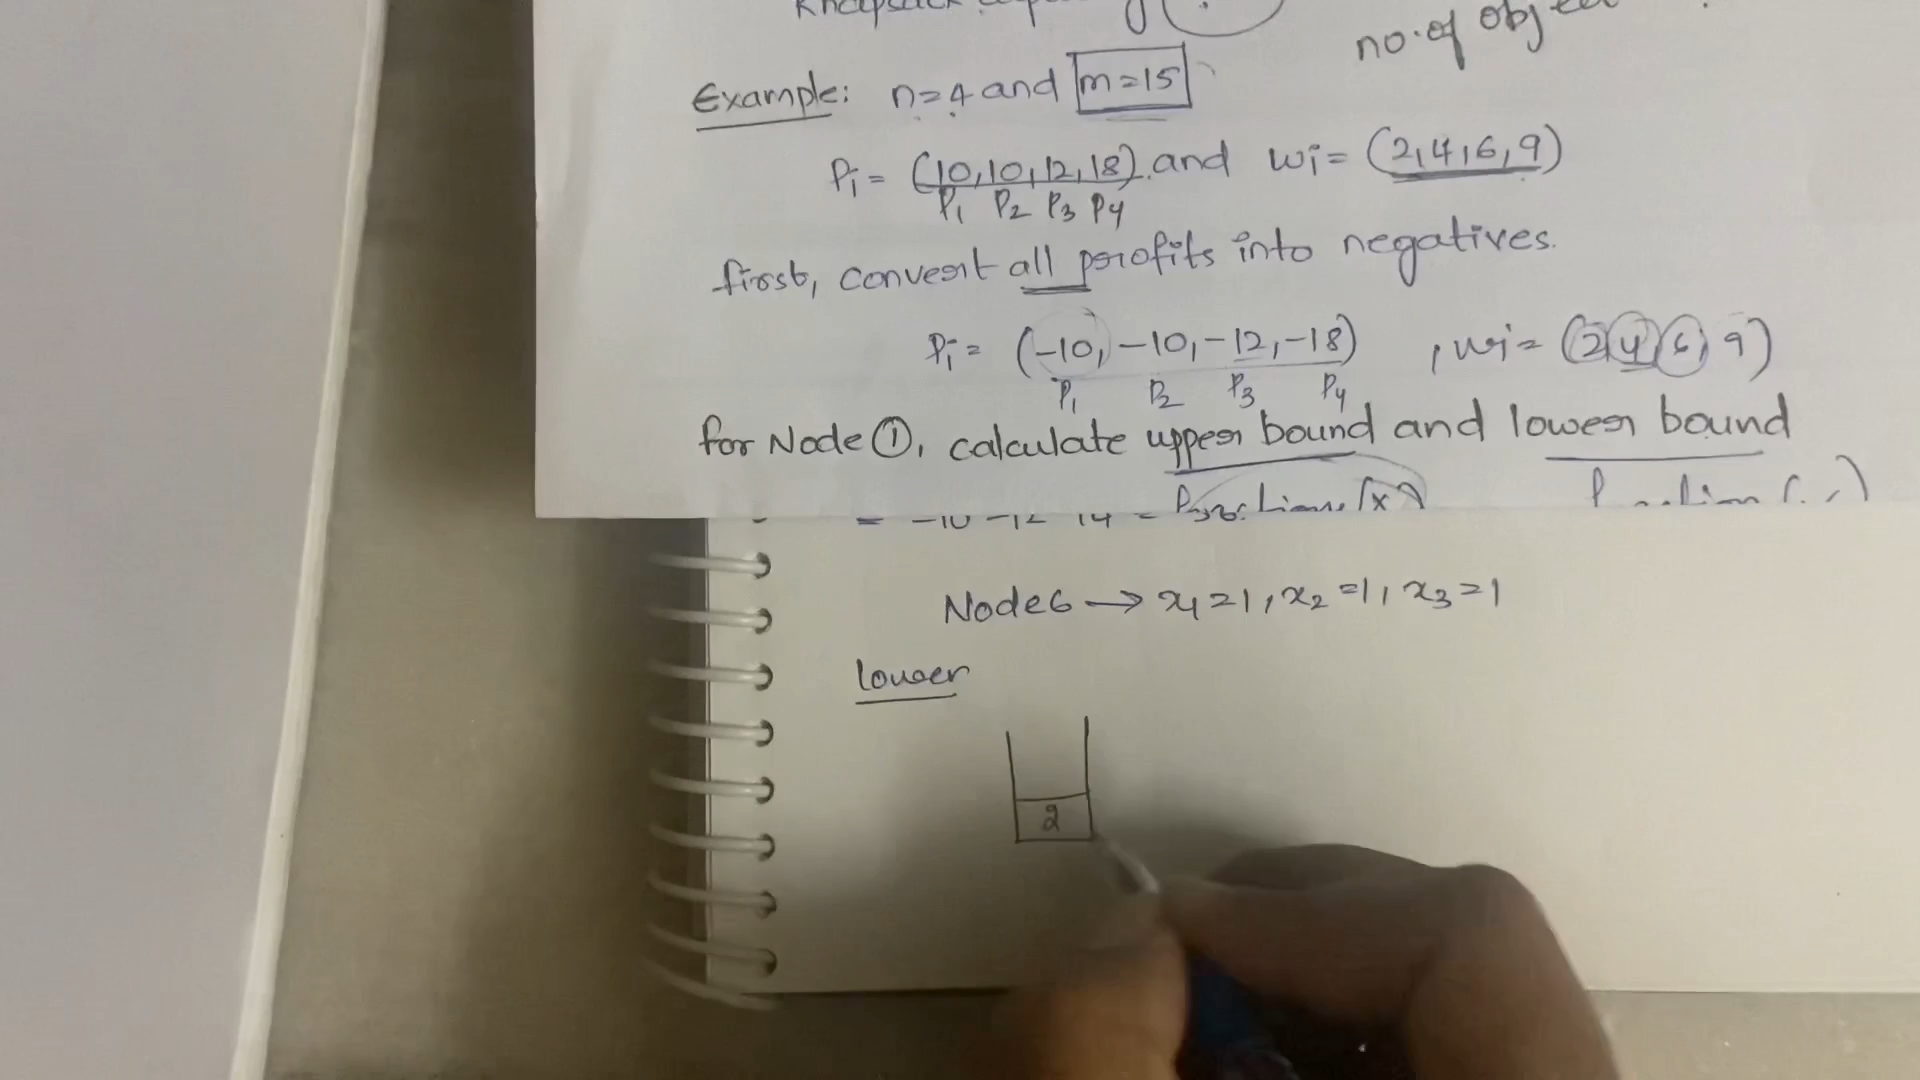 Knapsack
no. of object
Example: n=4 and m=15
Pi = (10,10,12,18) and wi = (2,4,6,9)
P1 P2 P3 P4
first, convert all profits into negatives.
Pi = (-10, -10, -12, -18) , wi = (2,4,6,9)
P1 P2 P3 P4
for Node ①, calculate upper bound and lower bound
Node6 → x1=1, x2=1, x3=1
Lower
2